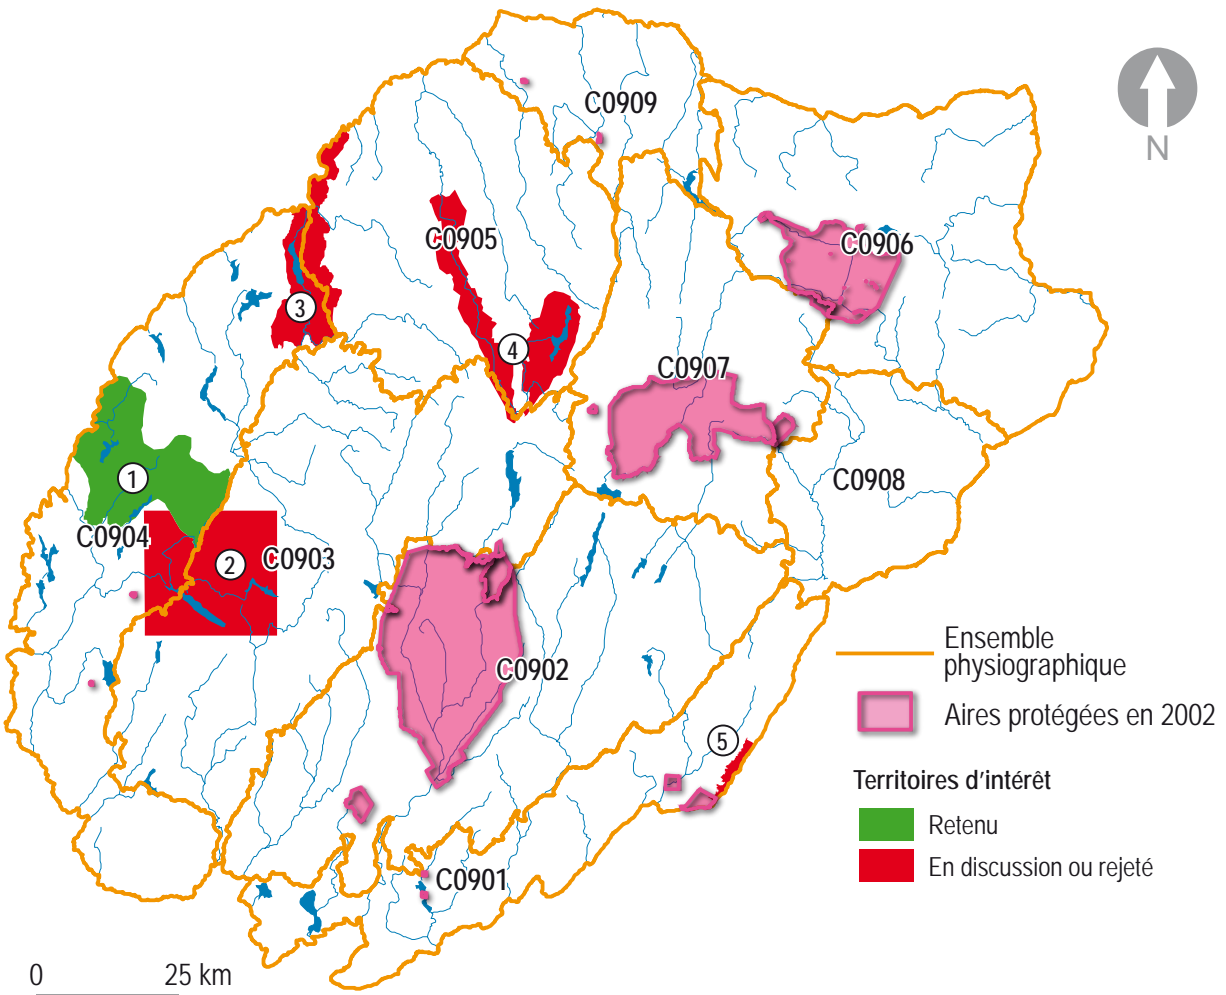 C0909
N
C0905
C0906
3
4
C0907
1
C0908
C0904
2
C0903
C0902
5
C0901
Ensemble
physiographique
Aires protégées en 2002
Territoires d'intérêt
Retenu
En discussion ou rejeté
0 25 km